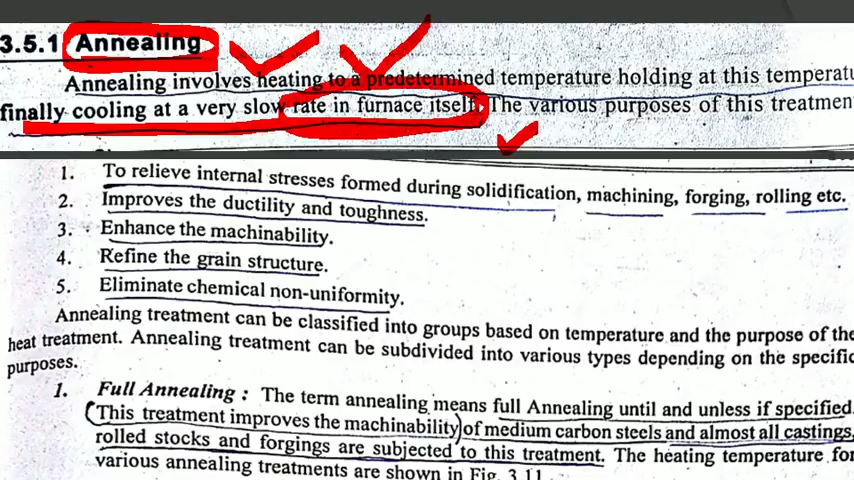 3.5.1 Annealing
Annealing involves heating to a predetermined temperature holding at this temperatu
finally cooling at a very slow rate in furnace itself. The various purposes of this treatmen
1. To relieve internal stresses formed during solidification, machining, forging, rolling etc.
2. Improves the ductility and toughness.
3. Enhance the machinability.
4. Refine the grain structure.
5. Eliminate chemical non-uniformity.
Annealing treatment can be classified into groups based on temperature and the purpose of the
heat treatment. Annealing treatment can be subdivided into various types depending on the specific
purposes.
1. Full Annealing : The term annealing means full Annealing until and unless if specified.
(This treatment improves the machinability) of medium carbon steels and almost all castings,
rolled stocks and forgings are subjected to this treatment. The heating temperature for
various annealing treatments are shown in Fig. 3.11.